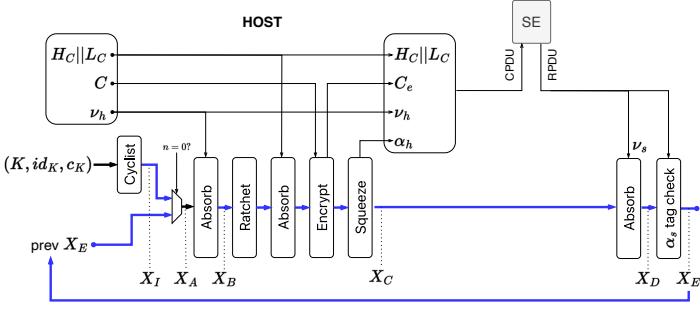 HOST
SE
CPDU
RPDU
H_C||L_C
C
ν_h
H_C||L_C
C_e
ν_h
α_h
n = 0?
(K, id_K, c_K)
Cyclist
Absorb
Ratchet
Absorb
Encrypt
Squeeze
ν_s
Absorb
α_s tag check
prev X_E
X_I
X_A
X_B
X_C
X_D
X_E